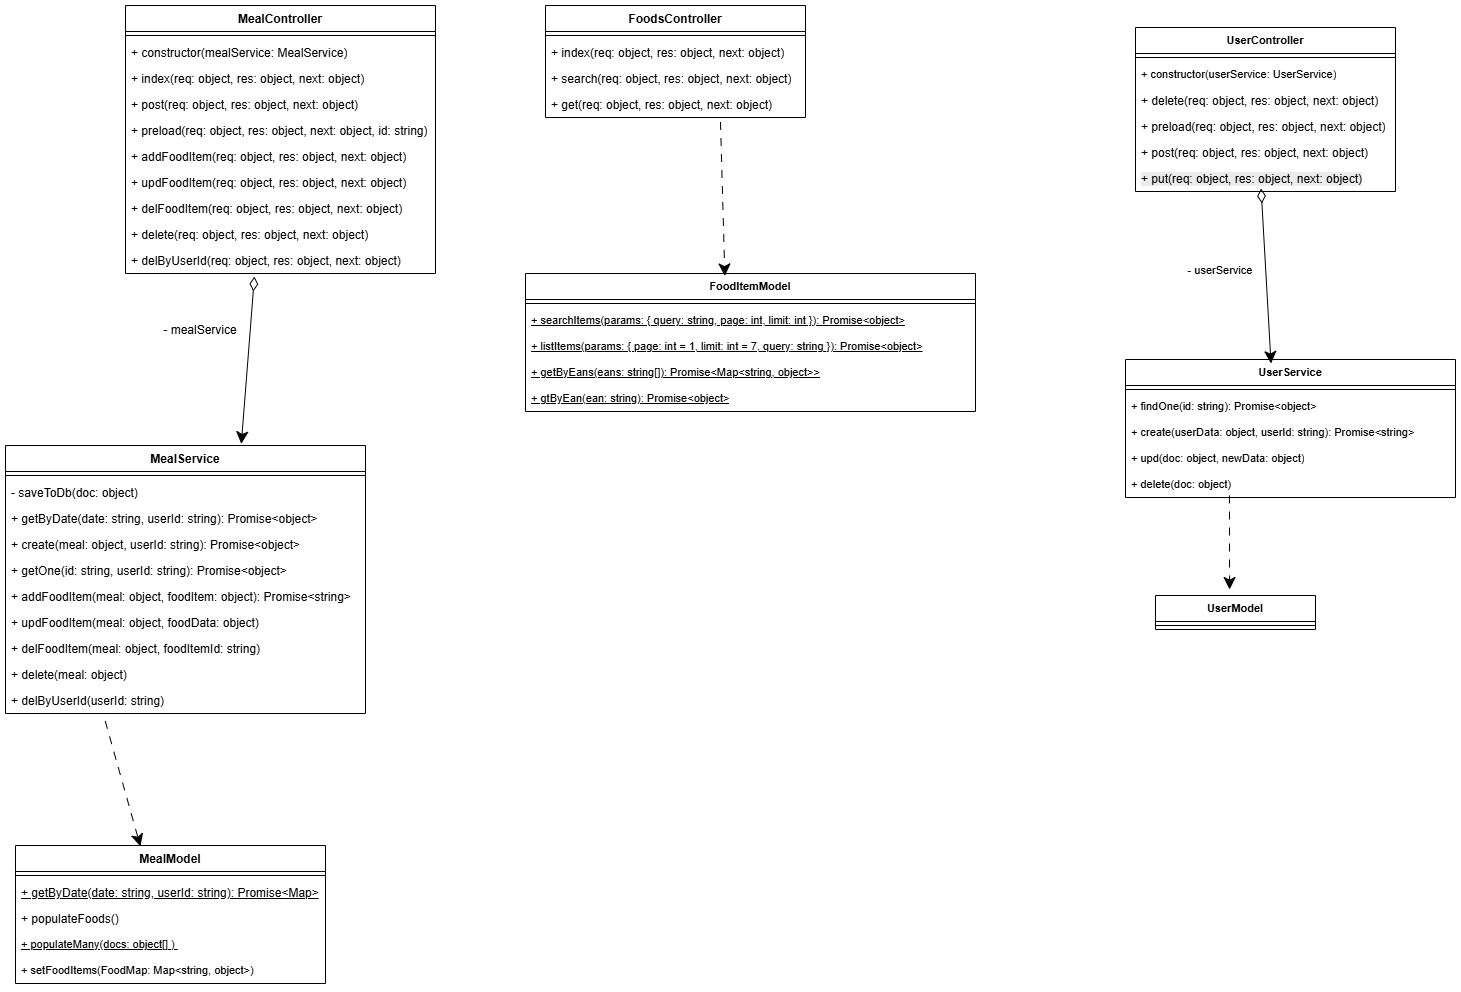 MealController
+ constructor(mealService: MealService)
+ index(req: object, res: object, next: object)
+ post(req: object, res: object, next: object)
+ preload(req: object, res: object, next: object, id: string)
+ addFoodItem(req: object, res: object, next: object)
+ updFoodItem(req: object, res: object, next: object)
+ delFoodItem(req: object, res: object, next: object)
+ delete(req: object, res: object, next: object)
+ delByUserId(req: object, res: object, next: object)
- mealService
MealService
- saveToDb(doc: object)
+ getByDate(date: string, userId: string): Promise<object>
+ create(meal: object, userId: string): Promise<object>
+ getOne(id: string, userId: string): Promise<object>
+ addFoodItem(meal: object, foodItem: object): Promise<string>
+ updFoodItem(meal: object, foodData: object)
+ delFoodItem(meal: object, foodItemId: string)
+ delete(meal: object)
+ delByUserId(userId: string)
MealModel
+ getByDate(date: string, userId: string): Promise<Map>
+ populateFoods()
+ populateMany(docs: object[] )
+ setFoodItems(FoodMap: Map<string, object>)
FoodsController
+ index(req: object, res: object, next: object)
+ search(req: object, res: object, next: object)
+ get(req: object, res: object, next: object)
FoodItemModel
+ searchItems(params: { query: string, page: int, limit: int }): Promise<object>
+ listItems(params: { page: int = 1, limit: int = 7, query: string }): Promise<object>
+ getByEans(eans: string[]): Promise<Map<string, object>>
+ gtByEan(ean: string): Promise<object>
UserController
+ constructor(userService: UserService)
+ delete(req: object, res: object, next: object)
+ preload(req: object, res: object, next: object)
+ post(req: object, res: object, next: object)
+ put(req: object, res: object, next: object)
- userService
UserService
+ findOne(id: string): Promise<object>
+ create(userData: object, userId: string): Promise<string>
+ upd(doc: object, newData: object)
+ delete(doc: object)
UserModel